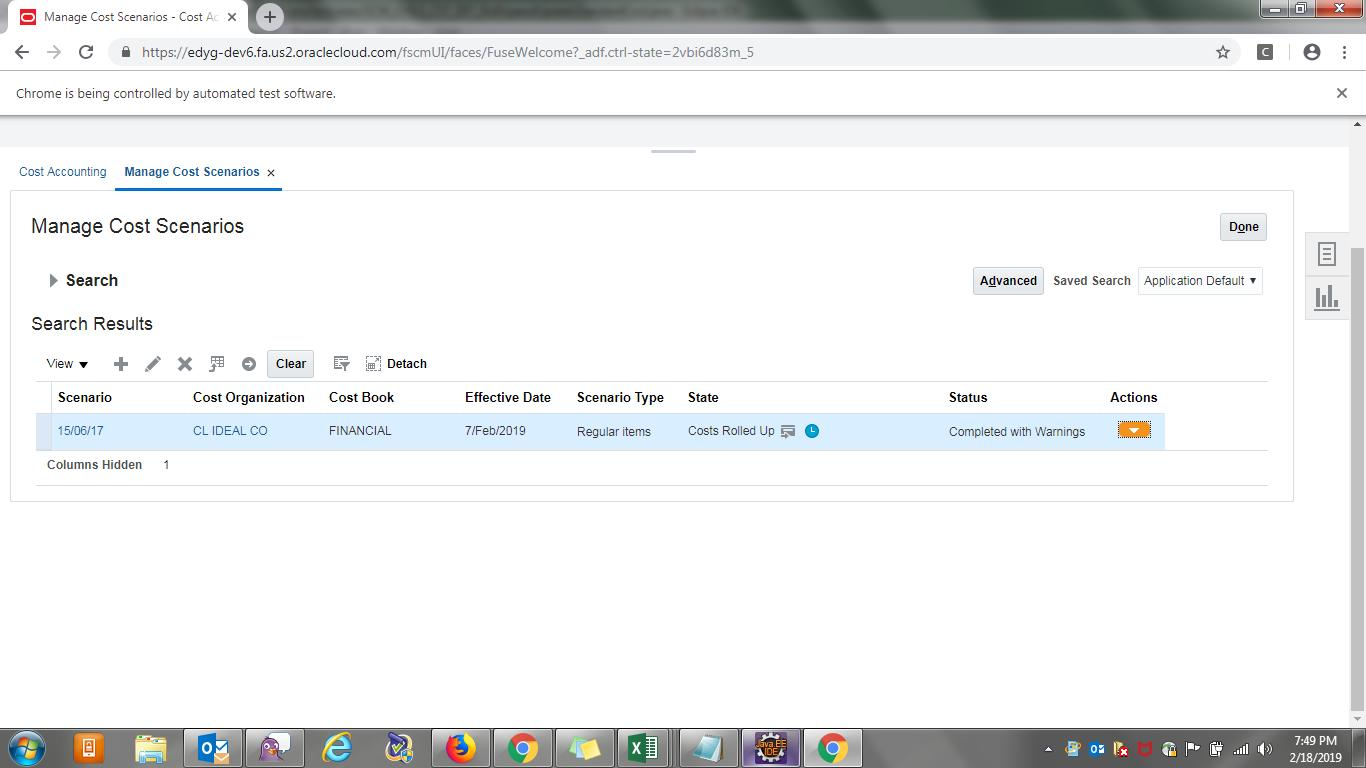 Manage Cost Scenarios - Cost Ac
https://edyg-dev6.fa.us2.oraclecloud.com/fscmUI/faces/FuseWelcome?_adf.ctrl-state=2vbi6d83m_5
C
Chrome is being controlled by automated test software.
Cost Accounting
Manage Cost Scenarios
Manage Cost Scenarios
Done
Search
Advanced
Saved Search
Application Default
Search Results
View
Clear
Detach
Scenario Cost Organization Cost Book Effective Date Scenario Type State Status Actions
15/06/17 CL IDEAL CO FINANCIAL 7/Feb/2019 Regular items Costs Rolled Up Completed with Warnings
Columns Hidden 1
Java EE
IDE
7:49 PM
2/18/2019